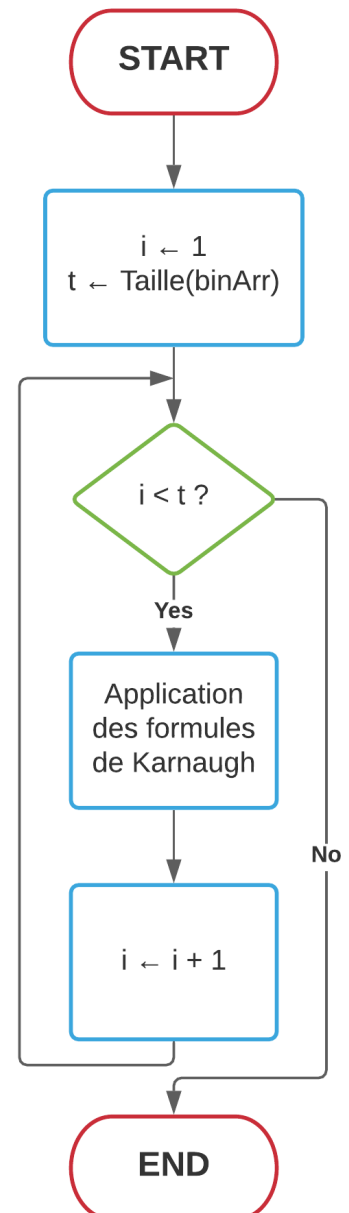 START
i ← 1
t ← Taille(binArr)
i < t ?
Yes
Application
des formules
de Karnaugh
No
i ← i + 1
END